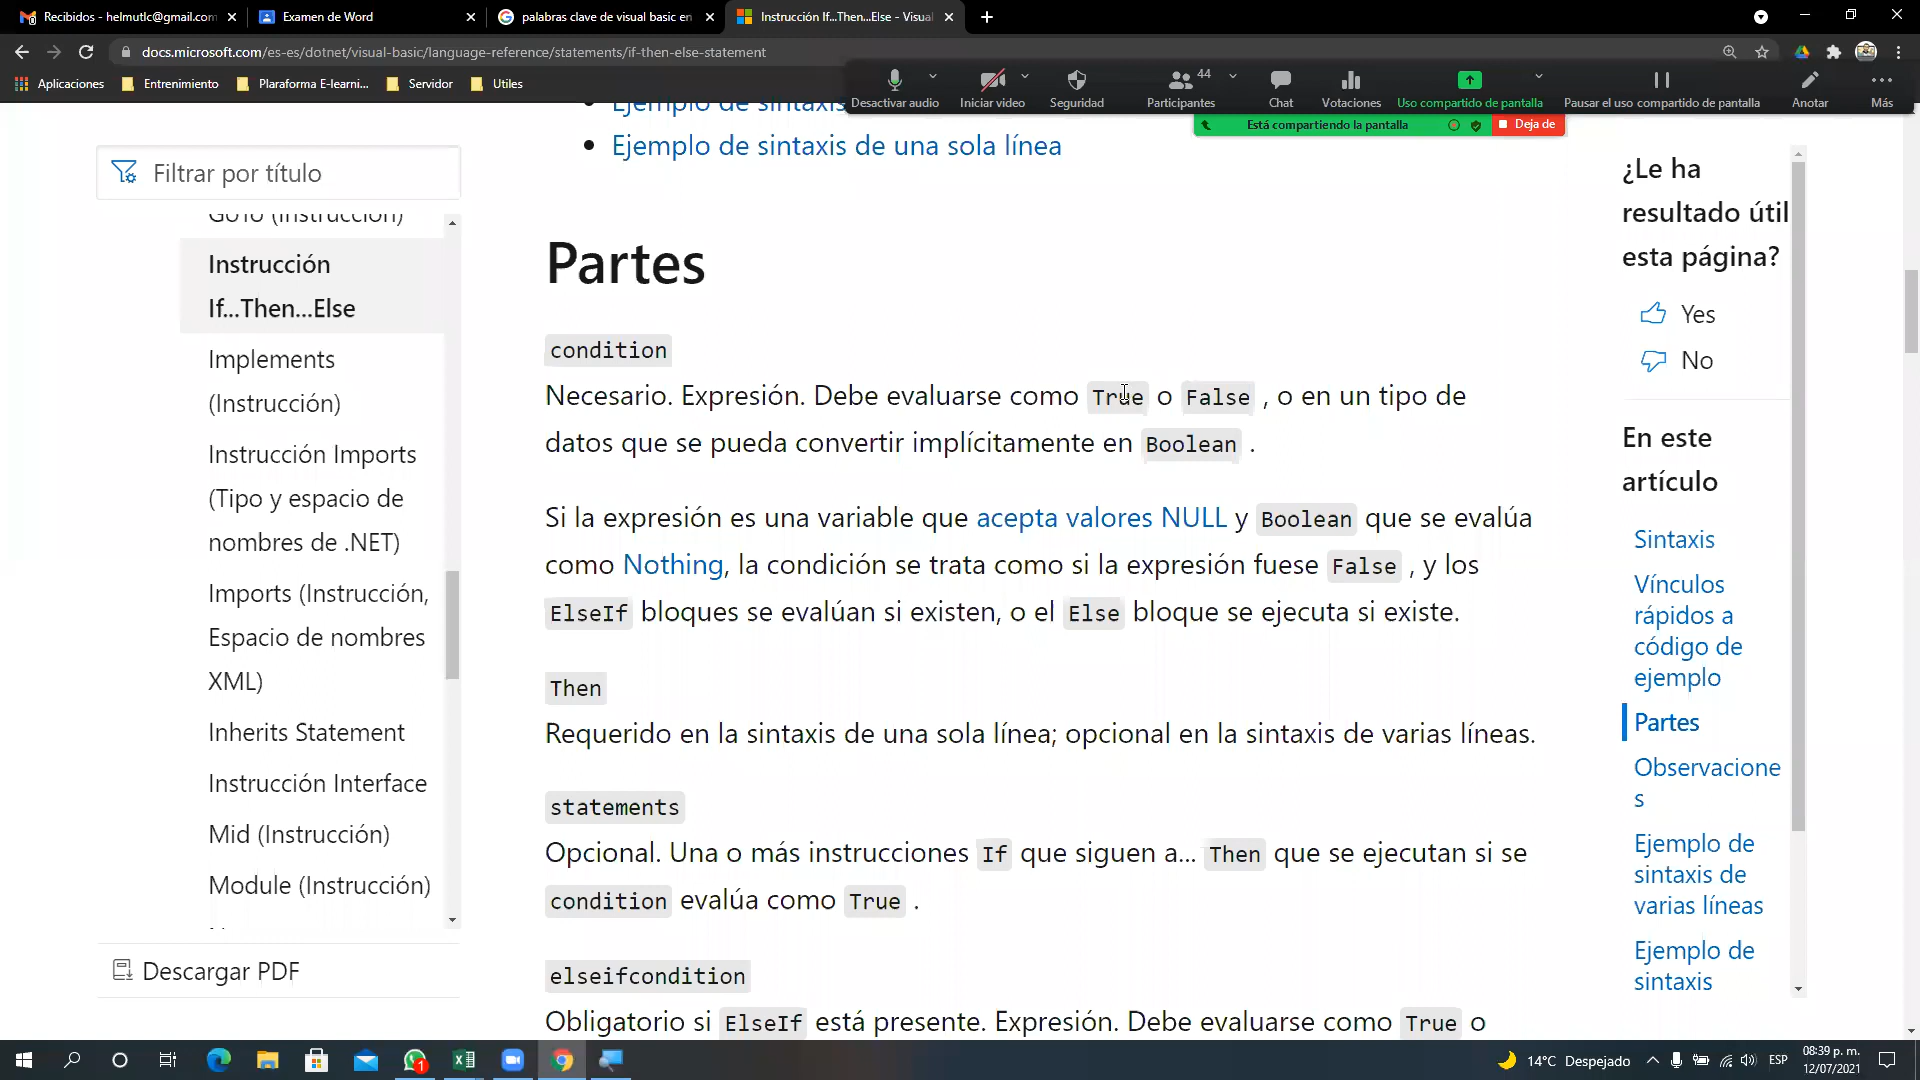 Recibidos - helmutlc@gmail.com
Examen de Word
palabras clave de visual basic en
Instrucción If...Then...Else - Visual
docs.microsoft.com/es-es/dotnet/visual-basic/language-reference/statements/if-then-else-statement
Aplicaciones
Entrenimiento
Plaraforma E-learni...
Servidor
Utiles
Desactivar audio
Iniciar video
Seguridad
44
Participantes
Chat
Votaciones
Uso compartido de pantalla
Pausar el uso compartido de pantalla
Anotar
Más
Está compartiendo la pantalla
Deja de
Filtrar por título
GoTo (Instrucción)
Instrucción
If...Then...Else
Implements
(Instrucción)
Instrucción Imports
(Tipo y espacio de
nombres de .NET)
Imports (Instrucción,
Espacio de nombres
XML)
Inherits Statement
Instrucción Interface
Mid (Instrucción)
Module (Instrucción)
Descargar PDF
Ejemplo de sintaxis
Ejemplo de sintaxis de una sola línea
Partes
condition
Necesario. Expresión. Debe evaluarse como True o False , o en un tipo de
datos que se pueda convertir implícitamente en Boolean .
Si la expresión es una variable que acepta valores NULL y Boolean que se evalúa
como Nothing, la condición se trata como si la expresión fuese False , y los
ElseIf bloques se evalúan si existen, o el Else bloque se ejecuta si existe.
Then
Requerido en la sintaxis de una sola línea; opcional en la sintaxis de varias líneas.
statements
Opcional. Una o más instrucciones If que siguen a... Then que se ejecutan si se
condition evalúa como True .
elseifcondition
Obligatorio si ElseIf está presente. Expresión. Debe evaluarse como True o
¿Le ha
resultado útil
esta página?
Yes
No
En este
artículo
Sintaxis
Vínculos
rápidos a
código de
ejemplo
Partes
Observacione
s
Ejemplo de
sintaxis de
varias líneas
Ejemplo de
sintaxis
1
14°C Despejado
ESP
08:39 p. m.
12/07/2021